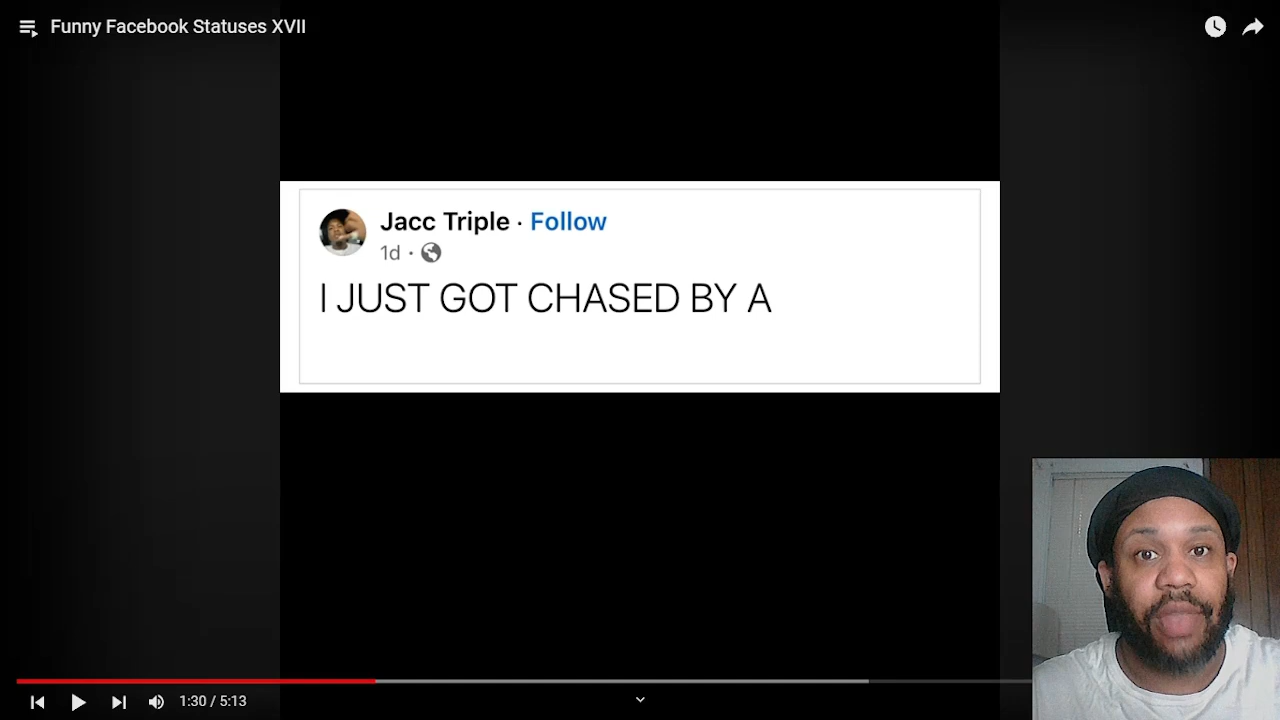 Funny Facebook Statuses XVII
Jacc Triple · Follow
1d ·
I JUST GOT CHASED BY A
1:30 / 5:13